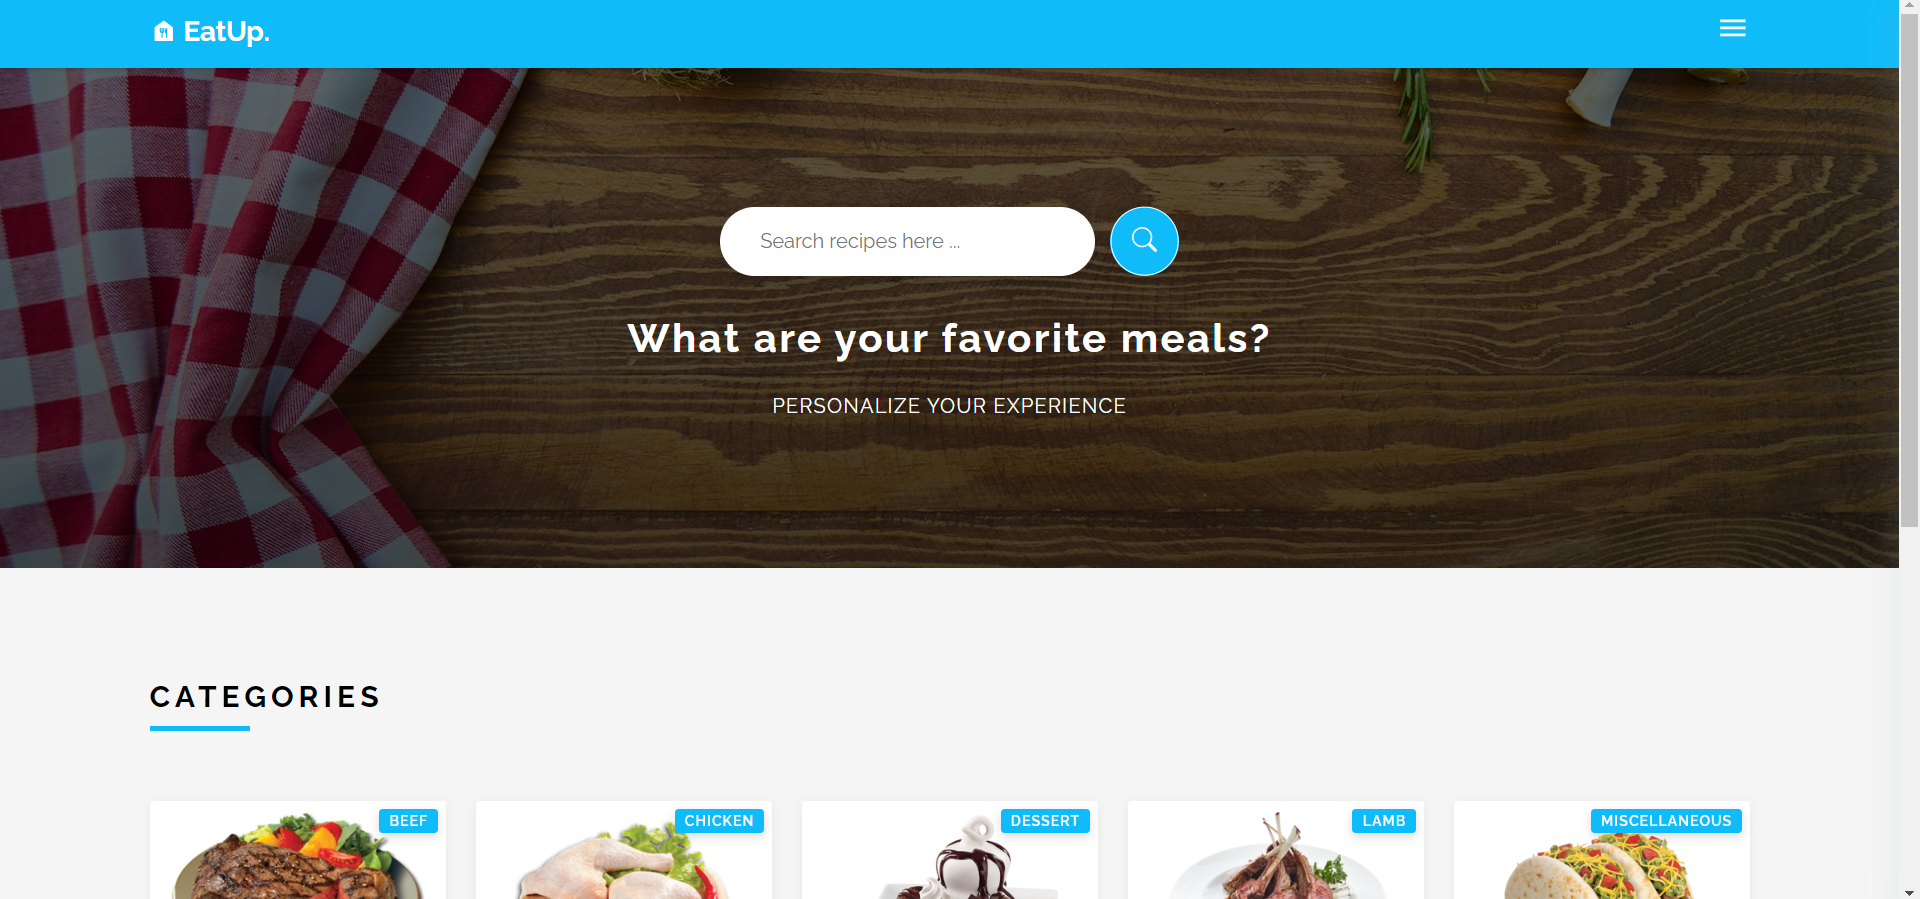 EatUp.
Search recipes here ...
What are your favorite meals?
PERSONALIZE YOUR EXPERIENCE
CATEGORIES
BEEF
CHICKEN
DESSERT
LAMB
MISCELLANEOUS